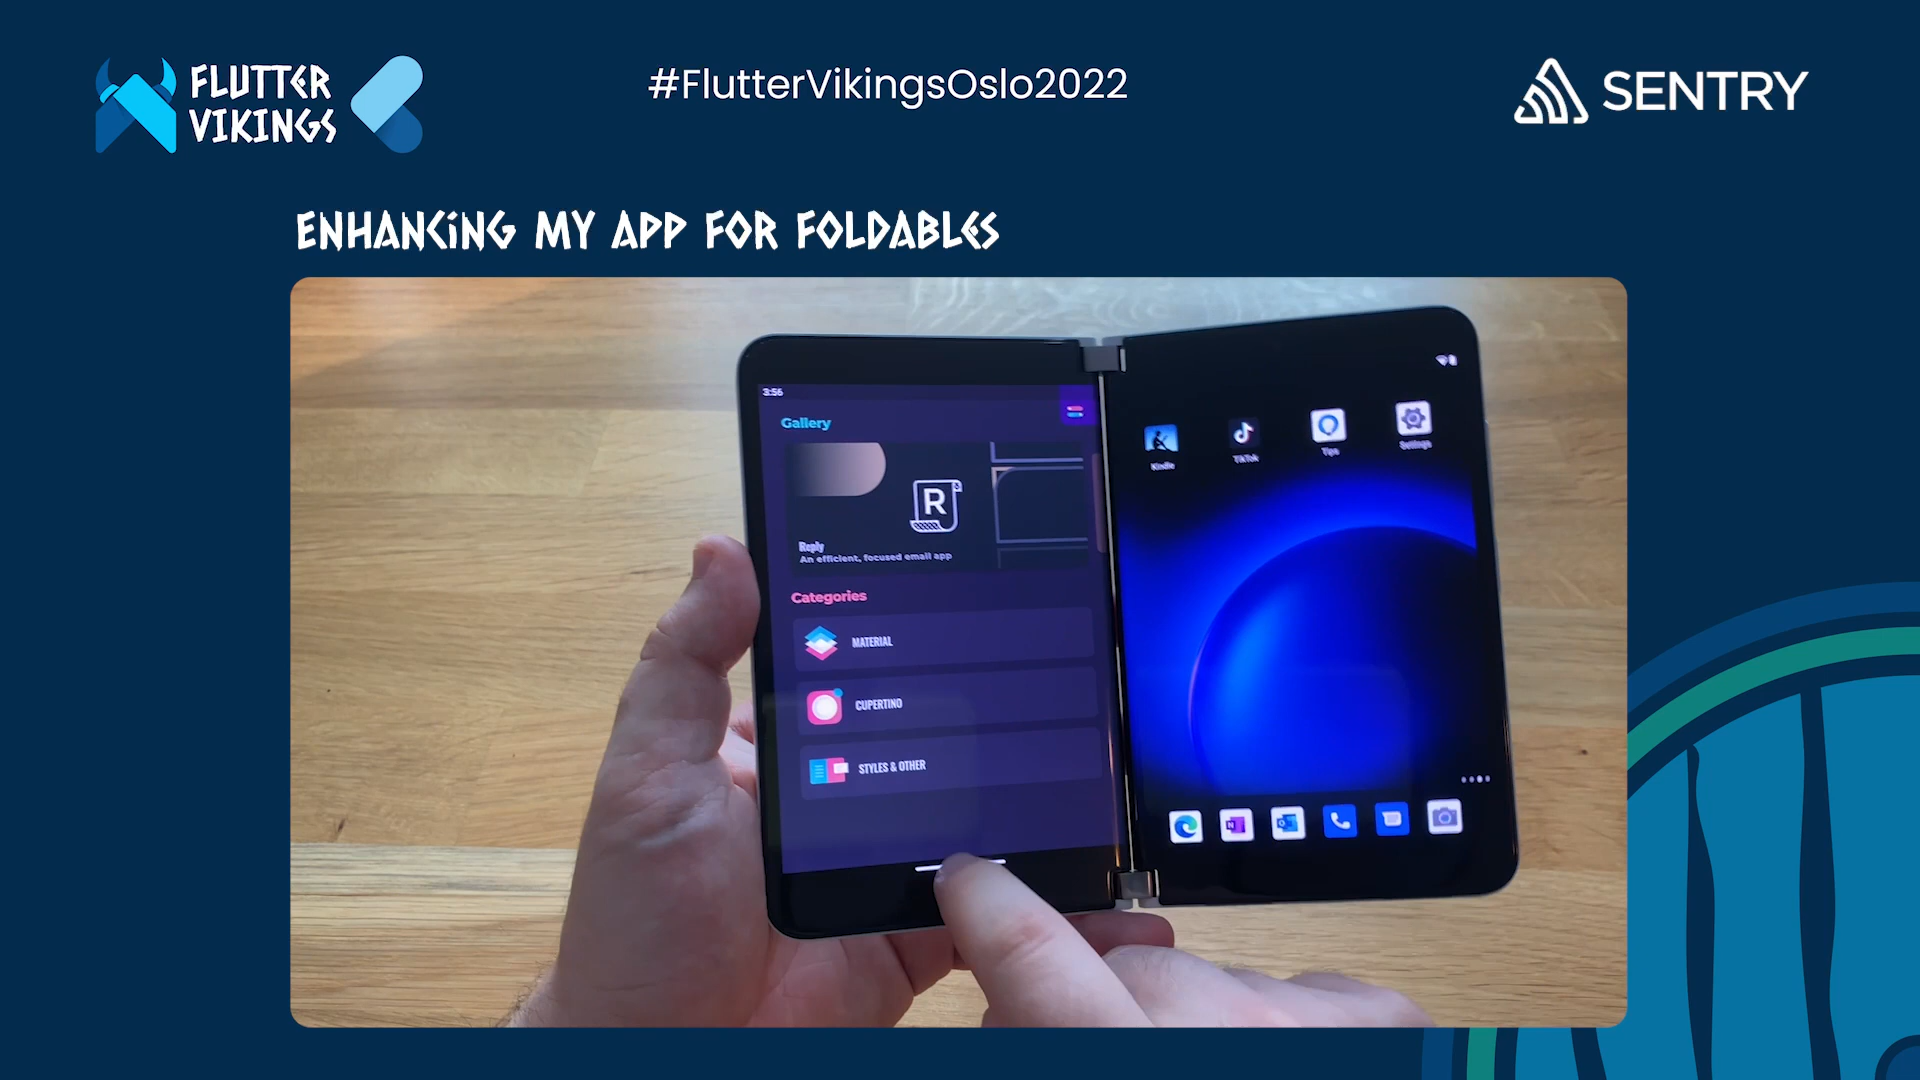 FLUTTER
VIKINGS
#FlutterVikingsOslo2022
SENTRY
ENHANCING MY APP FOR FOLDABLES
3:56
Gallery
R
Reply
An efficient, focused email app
Categories
MATERIAL
CUPERTINO
STYLES & OTHER
Kindle
TikTok
Tips
Settings